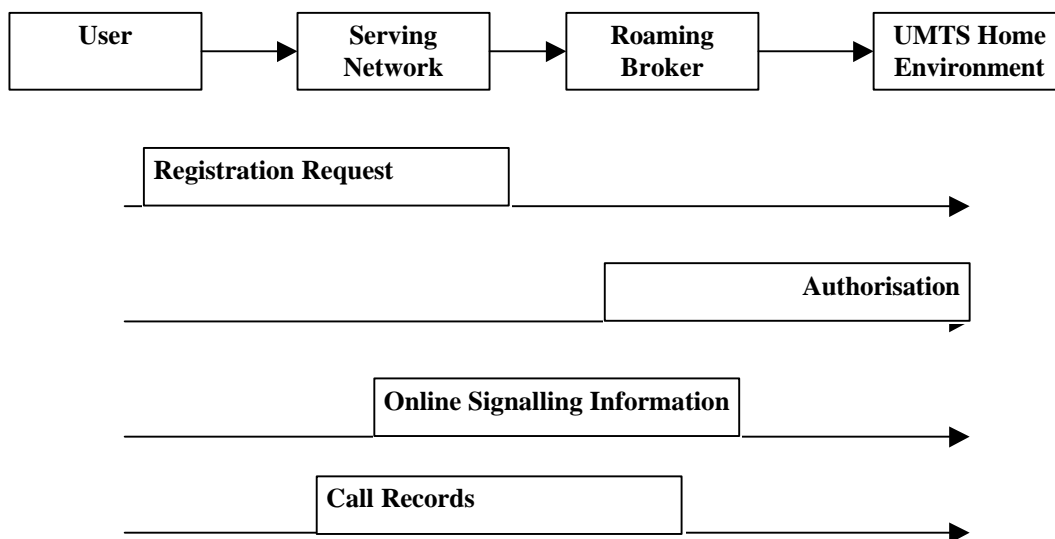 User
Serving
Network
Roaming
Broker
UMTS Home
Environment
Registration Request
Authorisation
Online Signalling Information
Call Records